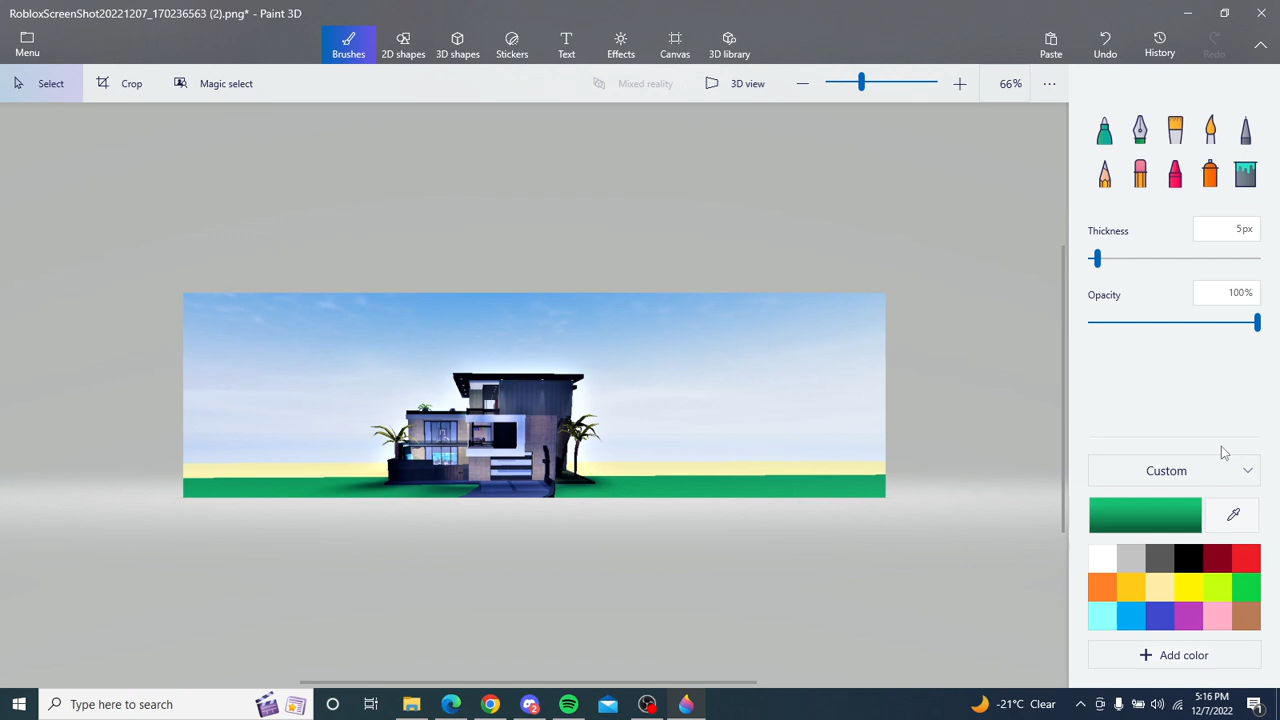 RobloxScreenShot20221207_170236563 (2).png* - Paint 3D
Menu
Brushes
2D shapes
3D shapes
Stickers
Text
Effects
Canvas
3D library
Paste
Undo
History
Redo
Select
Crop
Magic select
Mixed reality
3D view
66%
Thickness
5px
Opacity
100%
Custom
Add color
Type here to search
-21°C Clear
5:16 PM
12/7/2022
1